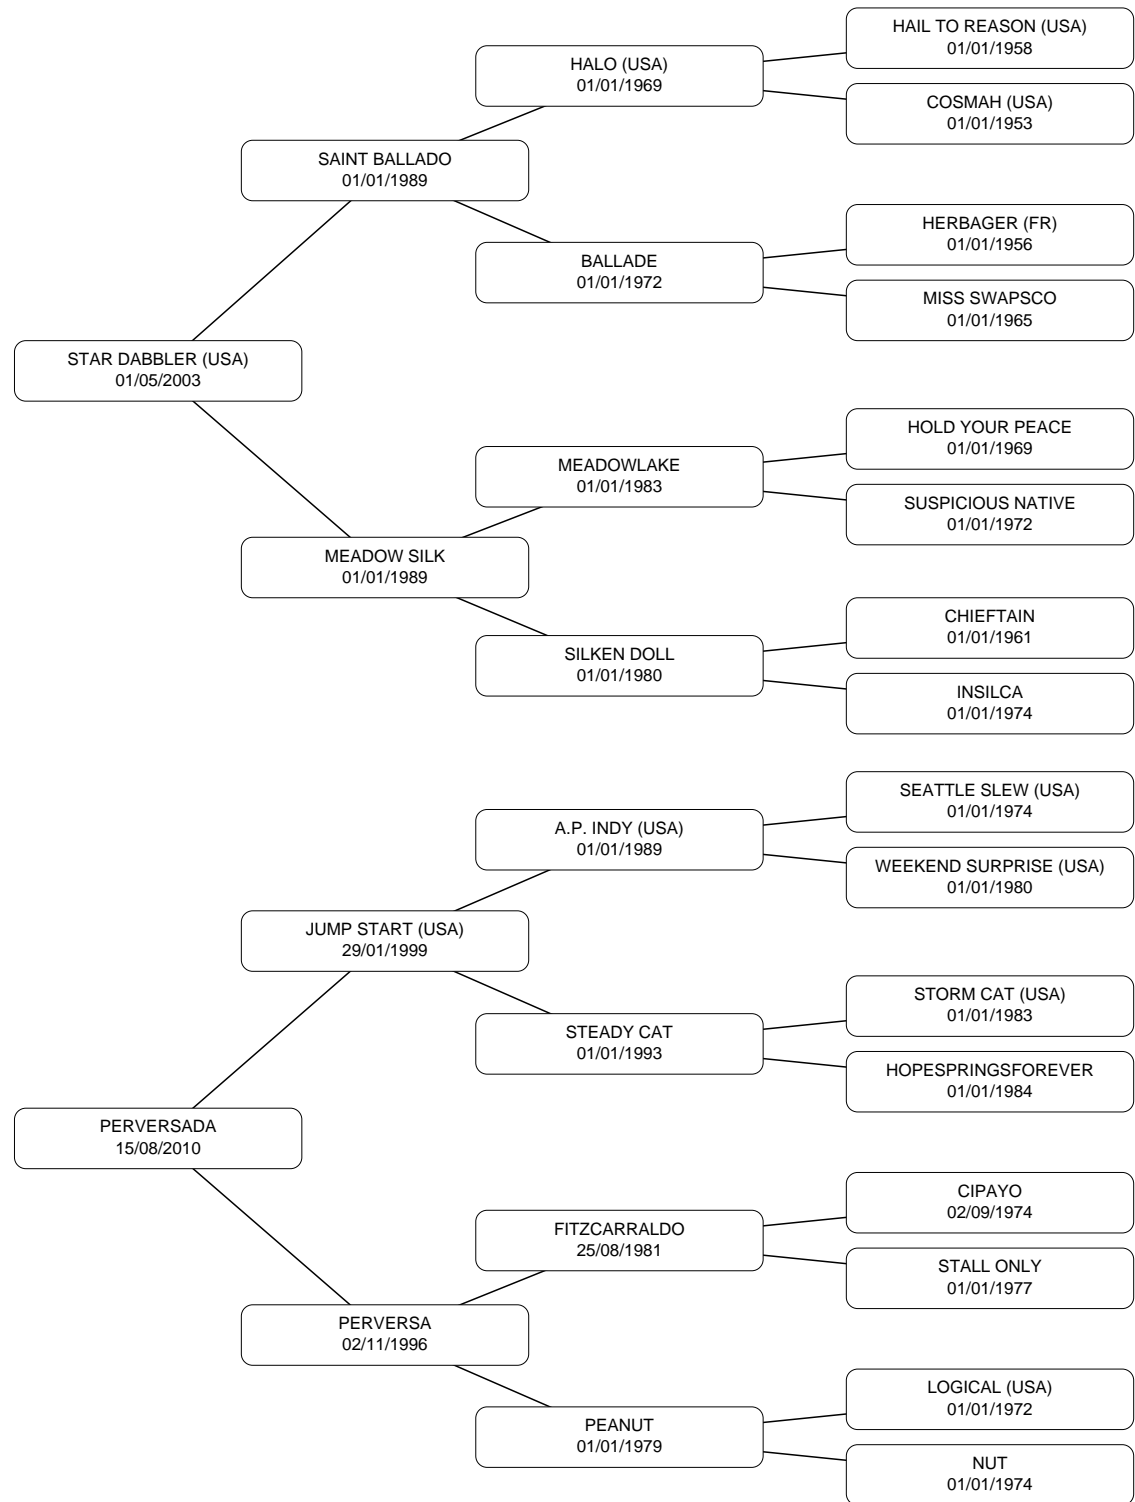 HAIL TO REASON (USA)
01/01/1958
HALO (USA)
01/01/1969
COSMAH (USA)
01/01/1953
SAINT BALLADO
01/01/1989
HERBAGER (FR)
01/01/1956
BALLADE
01/01/1972
MISS SWAPSCO
01/01/1965
STAR DABBLER (USA)
01/05/2003
HOLD YOUR PEACE
01/01/1969
MEADOWLAKE
01/01/1983
SUSPICIOUS NATIVE
01/01/1972
MEADOW SILK
01/01/1989
CHIEFTAIN
01/01/1961
SILKEN DOLL
01/01/1980
INSILCA
01/01/1974
SEATTLE SLEW (USA)
01/01/1974
A.P. INDY (USA)
01/01/1989
WEEKEND SURPRISE (USA)
01/01/1980
JUMP START (USA)
29/01/1999
STORM CAT (USA)
01/01/1983
STEADY CAT
01/01/1993
HOPESPRINGSFOREVER
01/01/1984
PERVERSADA
15/08/2010
CIPAYO
02/09/1974
FITZCARRALDO
25/08/1981
STALL ONLY
01/01/1977
PERVERSA
02/11/1996
LOGICAL (USA)
01/01/1972
PEANUT
01/01/1979
NUT
01/01/1974